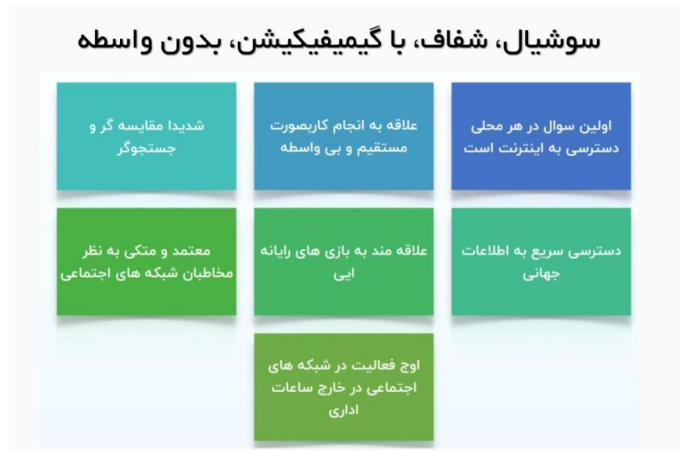 سوشیال، شفاف، با گیمیفیکیشن، بدون واسطه
اولین سوال در هر محلی
دسترسی به اینترنت است
علاقه به انجام کاربصورت
مستقیم و بی واسطه
شدیدا مقایسه گر و
جستجوگر
دسترسی سریع به اطلاعات
جهانی
علاقه مند به بازی های رایانه
ایی
معتمد و متکی به نظر
مخاطبان شبکه های اجتماعی
اوج فعالیت در شبکه های
اجتماعی در خارج ساعات
اداری